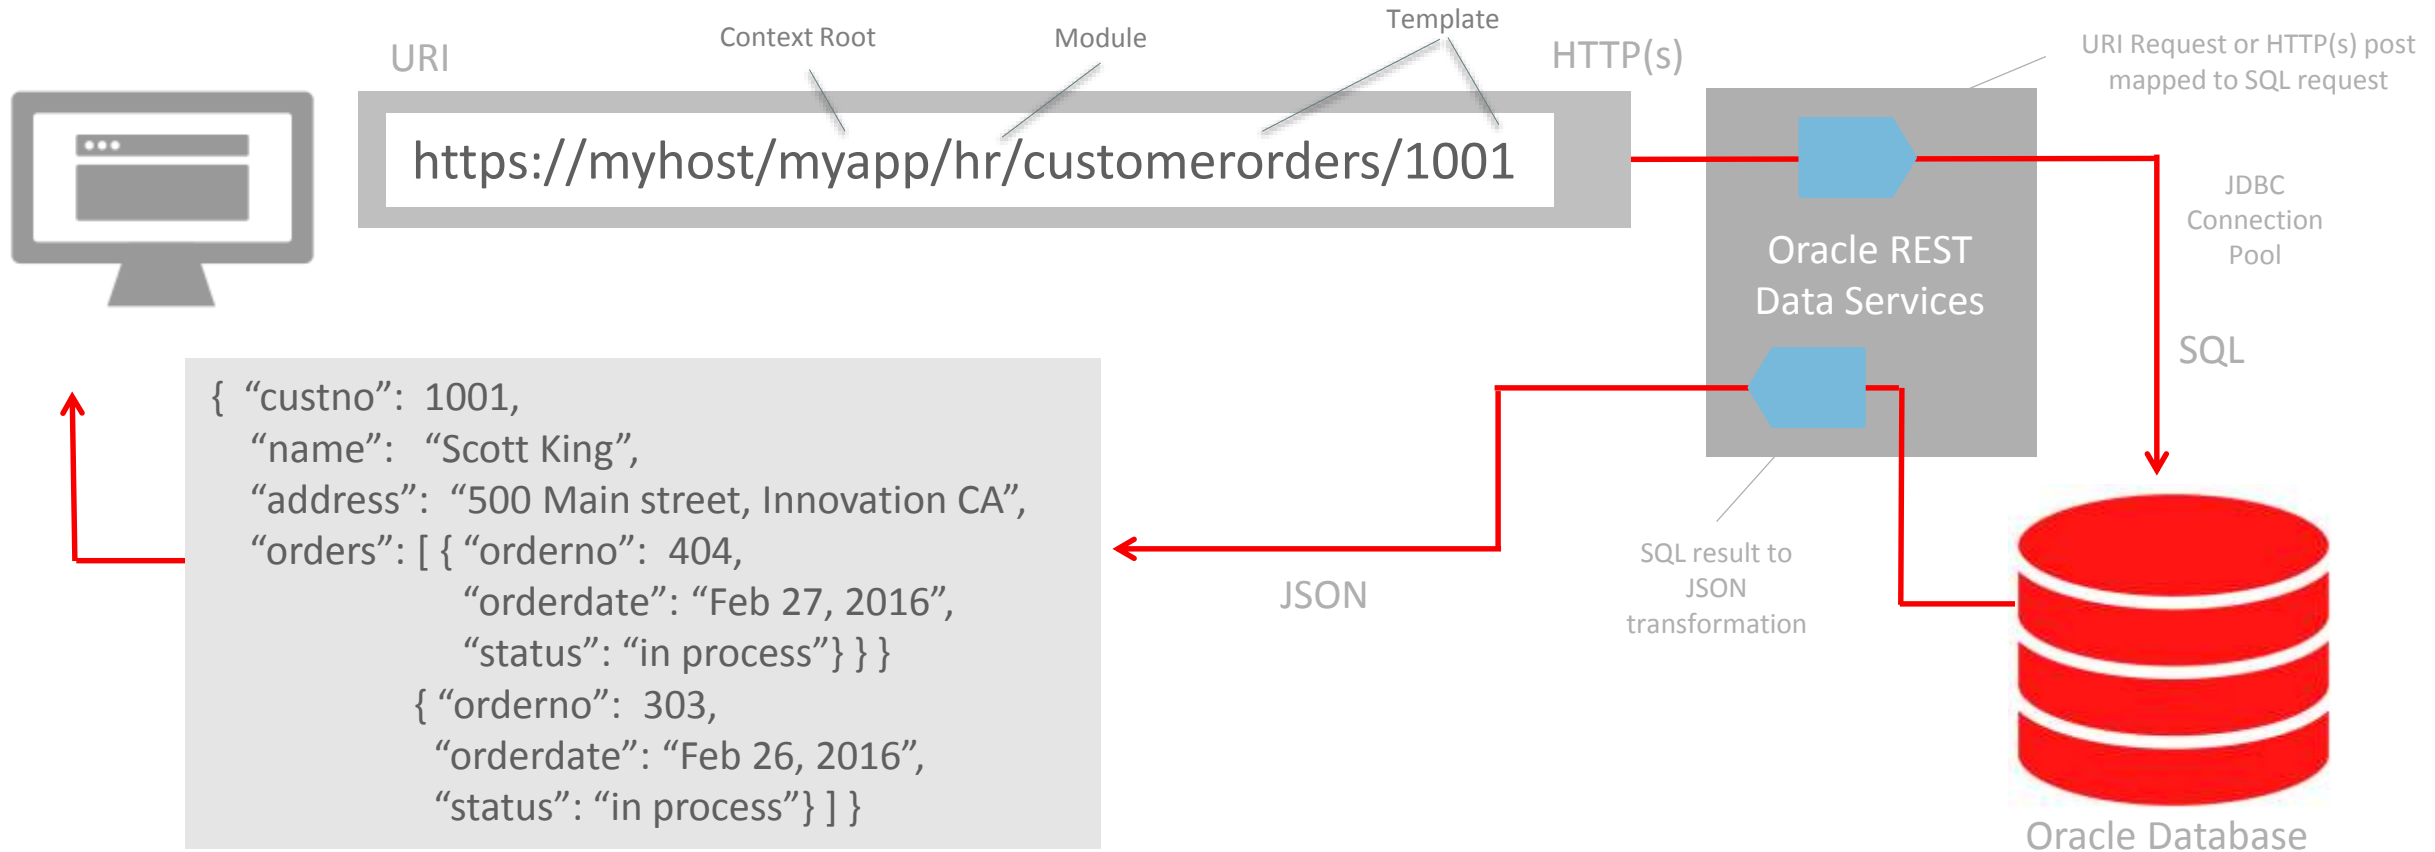 URI
Context Root
Module
Template
HTTP(s)
URI Request or HTTP(s) post
mapped to SQL request
https://myhost/myapp/hr/customerorders/1001
JDBC
Connection
Pool
Oracle REST
Data Services
SQL
{ “custno”: 1001,
“name”: “Scott King”,
“address”: “500 Main street, Innovation CA”,
“orders”: [ { “orderno”: 404,
“orderdate”: “Feb 27, 2016”,
“status”: “in process”} } }
{ “orderno”: 303,
“orderdate”: “Feb 26, 2016”,
“status”: “in process”} ] }
JSON
SQL result to
JSON
transformation
Oracle Database